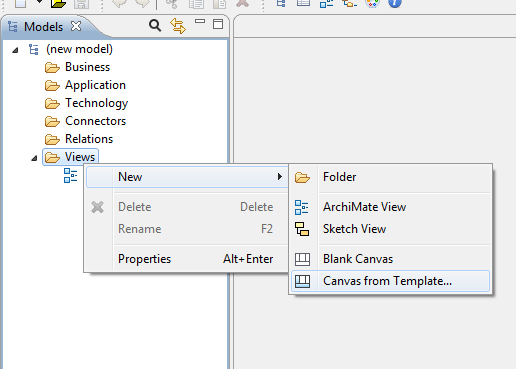 Models
(new model)
Business
Application
Technology
Connectors
Relations
Views
New
Delete Delete
Rename F2
Properties Alt+Enter
Folder
ArchiMate View
Sketch View
Blank Canvas
Canvas from Template...